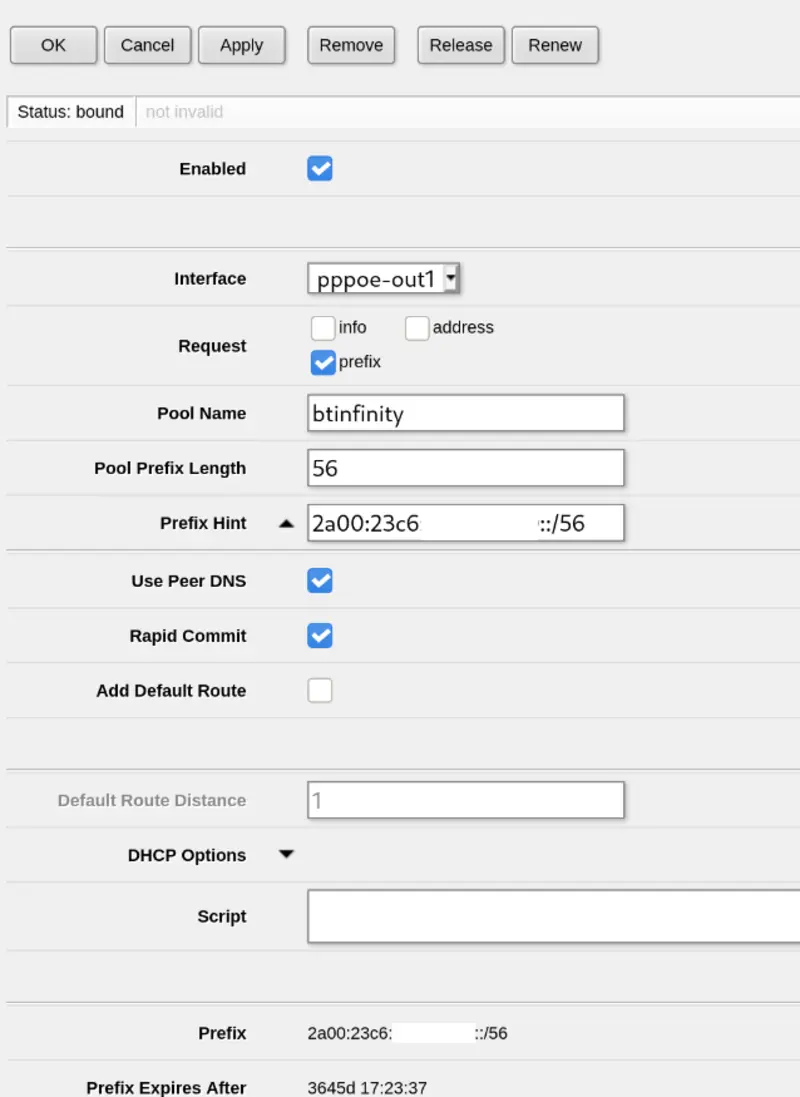 OK Cancel Apply Remove Release Renew
Status: bound not invalid
Enabled
Interface pppoe-out1
Request info address
prefix
Pool Name btinfinity
Pool Prefix Length 56
Prefix Hint 2a00:23c6: ::/56
Use Peer DNS
Rapid Commit
Add Default Route
Default Route Distance 1
DHCP Options
Script
Prefix 2a00:23c6: ::/56
Prefix Expires After 3645d 17:23:37